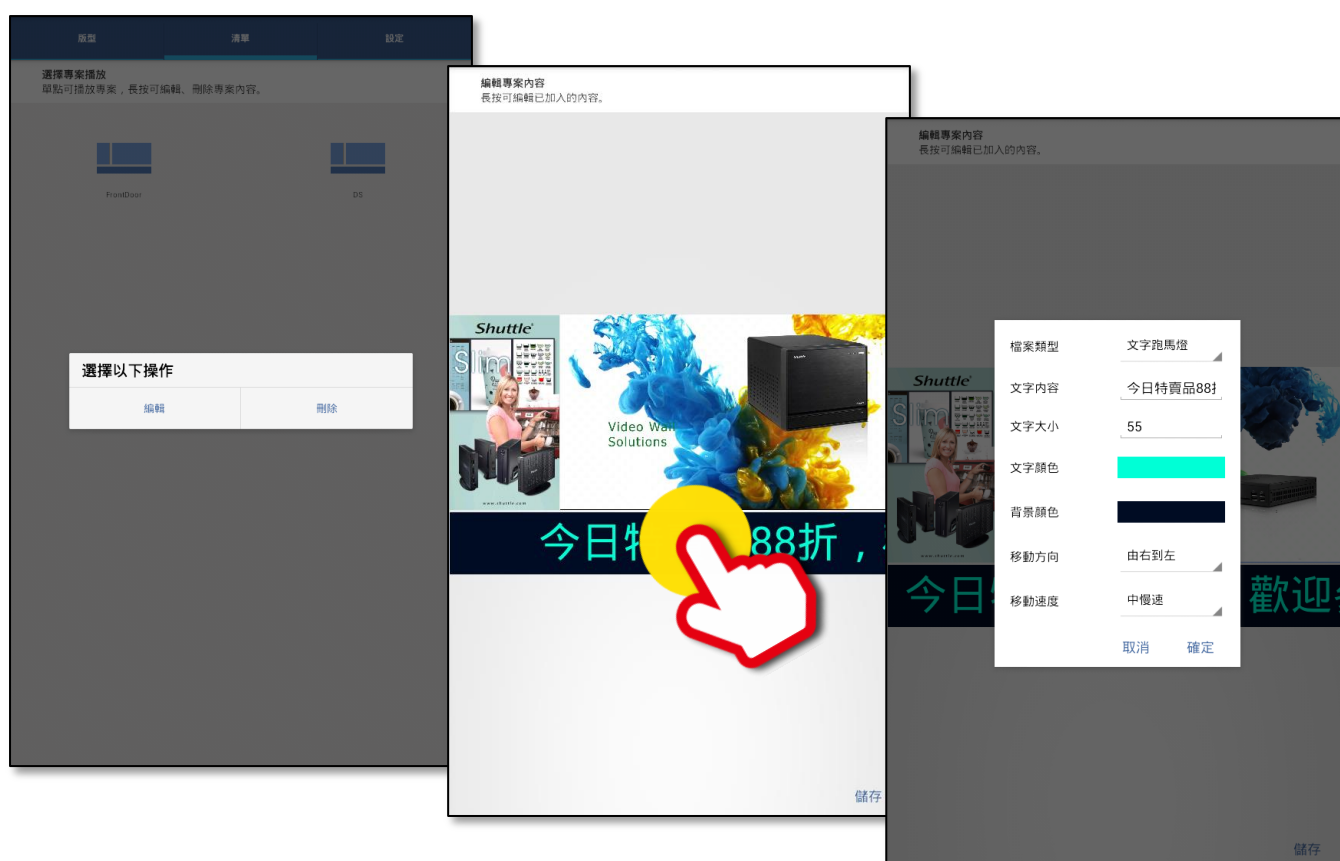 版型
清單
設定
選擇專案播放
單點可播放專案，長按可編輯、刪除專案內容。
FrontDoor
DS
選擇以下操作
編輯
刪除
編輯專案內容
長按可編輯已加入的內容。
Shuttle
Slim
Video Wall
Solutions
www.shuttle.com
今日特 88折，
儲存
編輯專案內容
長按可編輯已加入的內容。
Shuttle
檔案類型 文字跑馬燈
文字內容 今日特賣品88折
文字大小 55
文字顏色
背景顏色
移動方向 由右到左
移動速度 中慢速
取消 確定
今日 歡迎
儲存